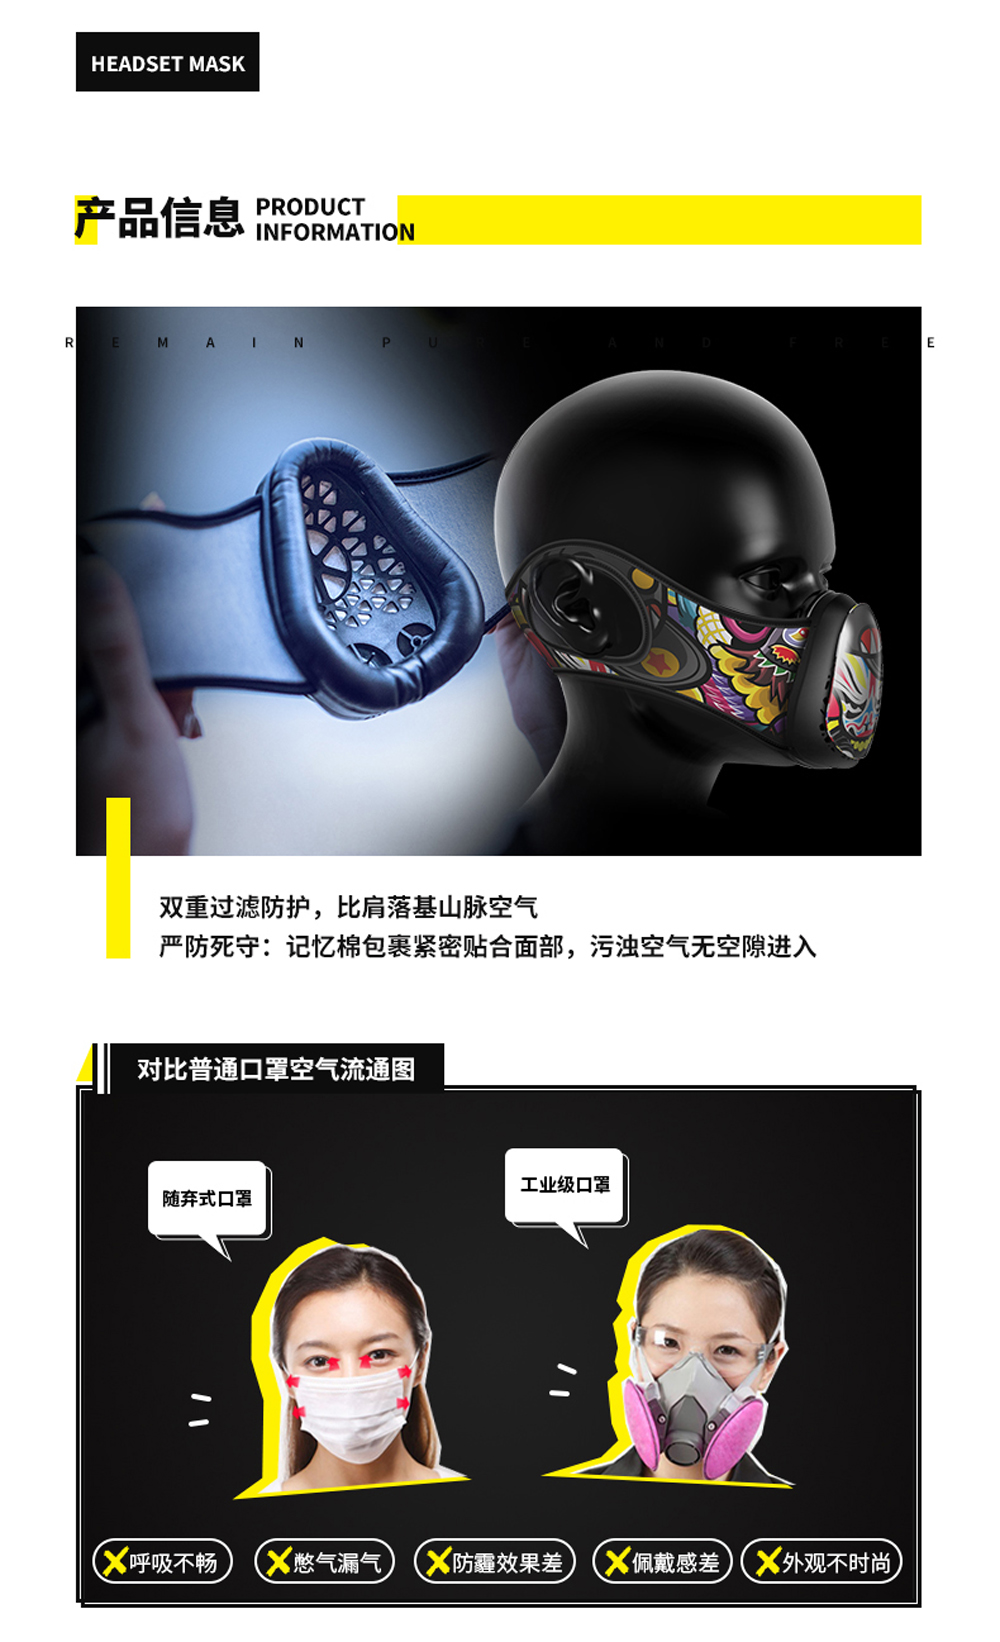 HEADSET MASK
产品信息
PRODUCT
INFORMATION
REMAIN PURE AND FREE
双重过滤防护，比肩落基山脉空气
严防死守：记忆棉包裹紧密贴合面部，污浊空气无空隙进入
对比普通口罩空气流通图
随弃式口罩
工业级口罩
呼吸不畅
憋气漏气
防霾效果差
佩戴感差
外观不时尚